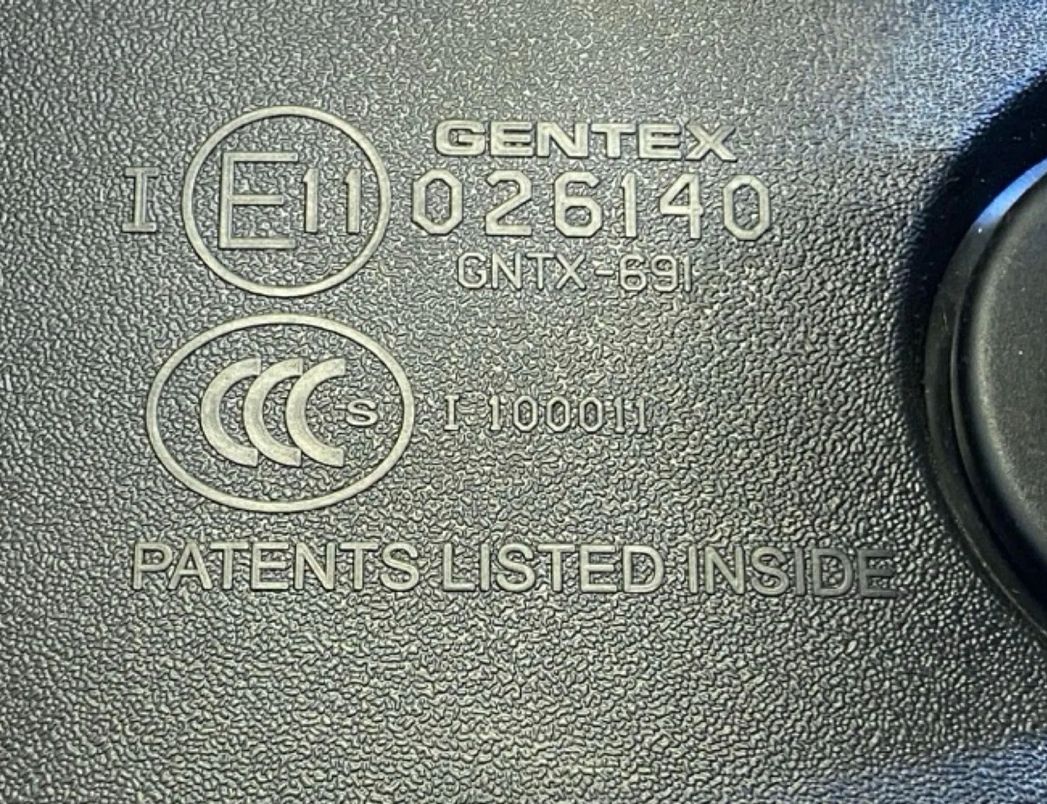 GENTEX
I E11 026140
GNTX-691
CCC S I 100011
PATENTS LISTED INSIDE